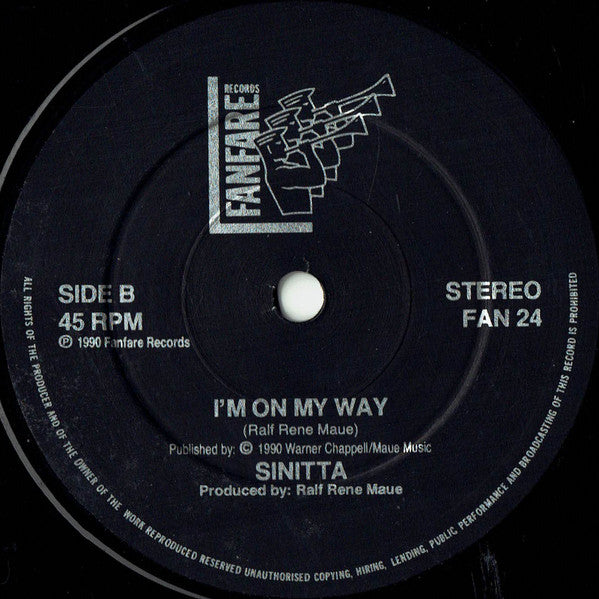 RECORDS
FANFARE
SIDE B
45 RPM
℗ 1990 Fanfare Records
STEREO
FAN 24
I'M ON MY WAY
(Ralf Rene Maue)
Published by: © 1990 Warner Chappell/Maue Music
SINITTA
Produced by: Ralf Rene Maue
ALL RIGHTS OF THE PRODUCER AND OF THE OWNER OF THE WORK REPRODUCED RESERVED UNAUTHORISED COPYING, HIRING, LENDING, PUBLIC PERFORMANCE AND BROADCASTING OF THIS RECORD IS PROHIBITED